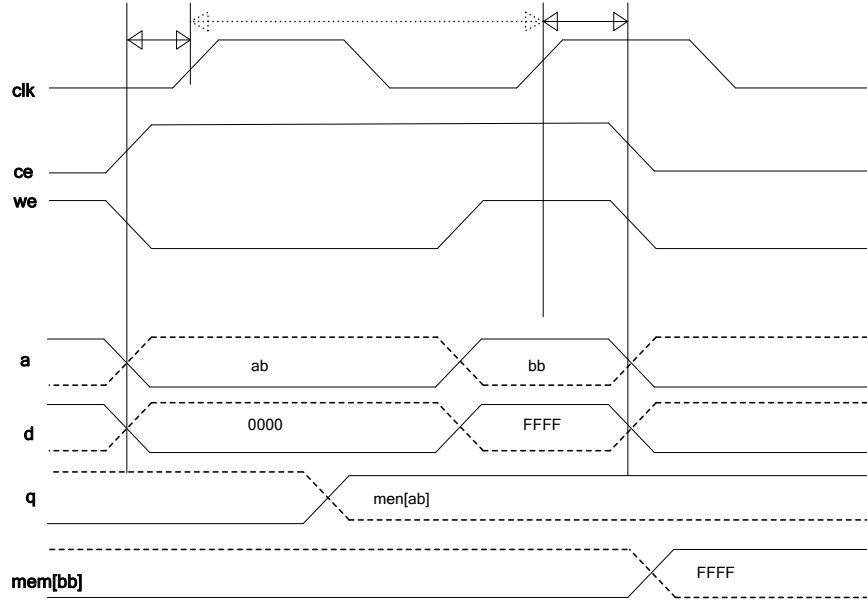 clk
ce
we
a ab bb
d 0000 FFFF
q men[ab]
mem[bb] FFFF